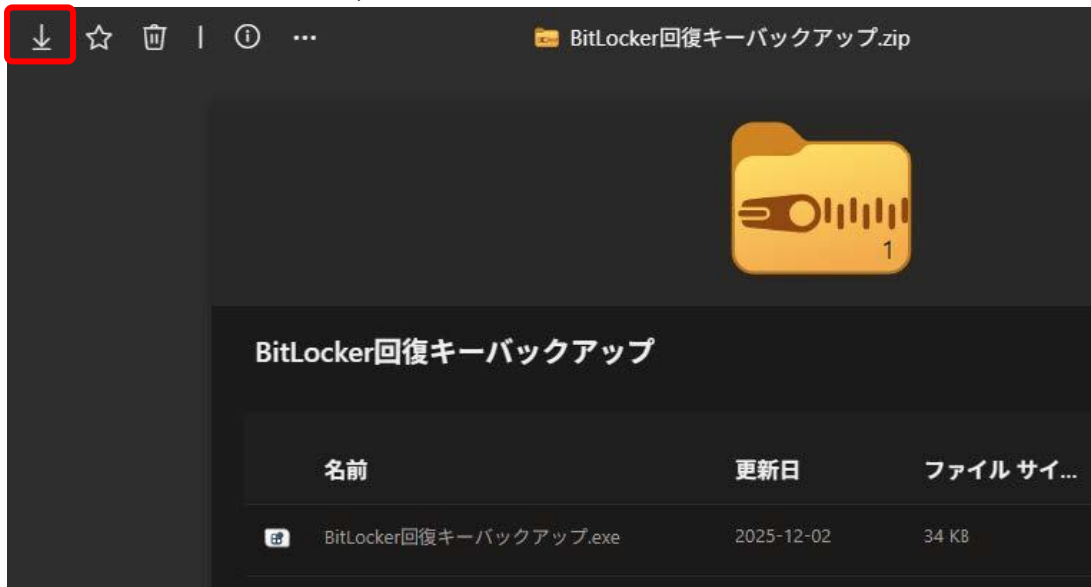 BitLocker回復キーバックアップ.zip
1
BitLocker回復キーバックアップ
名前 更新日 ファイル サイ...
BitLocker回復キーバックアップ.exe 2025-12-02 34 KB